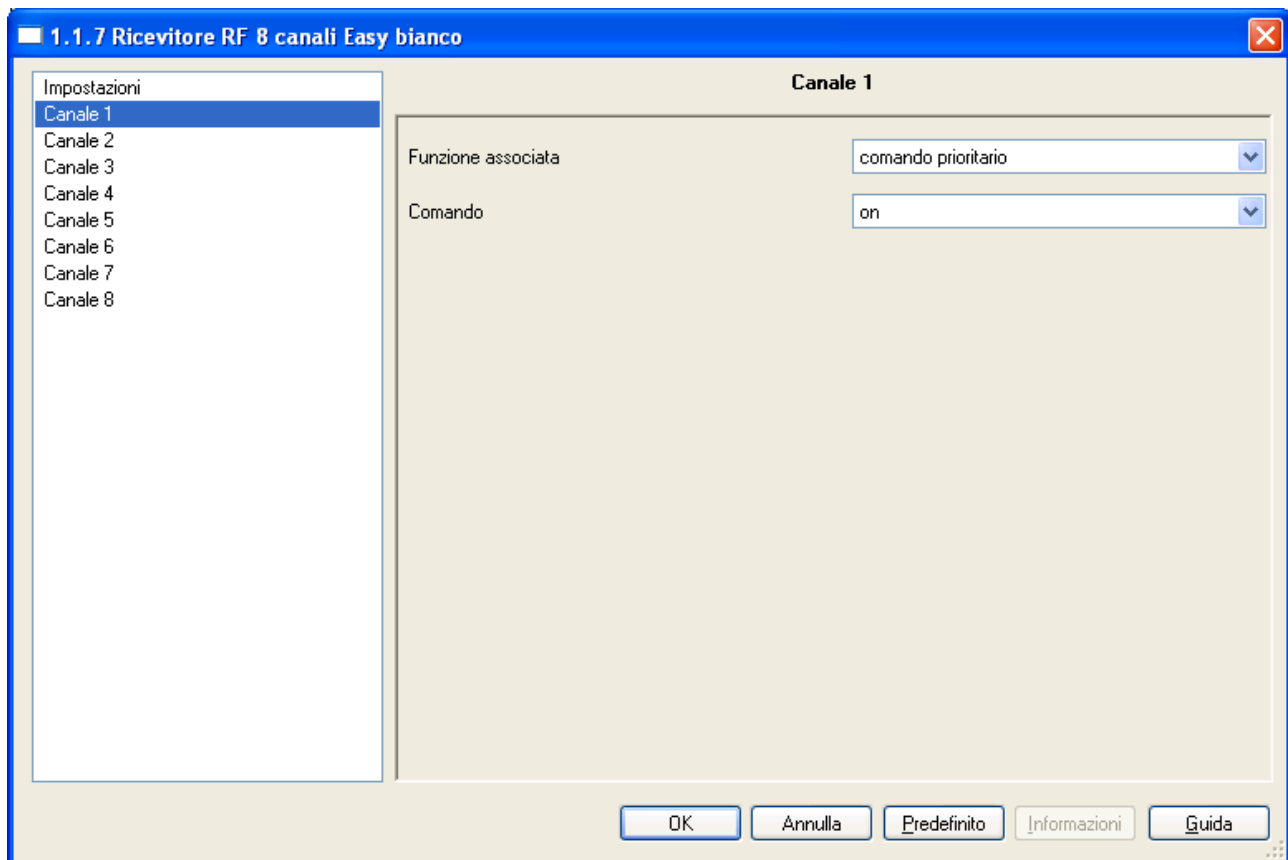 1.1.7 Ricevitore RF 8 canali Easy bianco
Impostazioni
Canale 1
Canale 2
Canale 3
Canale 4
Canale 5
Canale 6
Canale 7
Canale 8
Canale 1
Funzione associata
comando prioritario
Comando
on
OK
Annulla
Predefinito
Informazioni
Guida